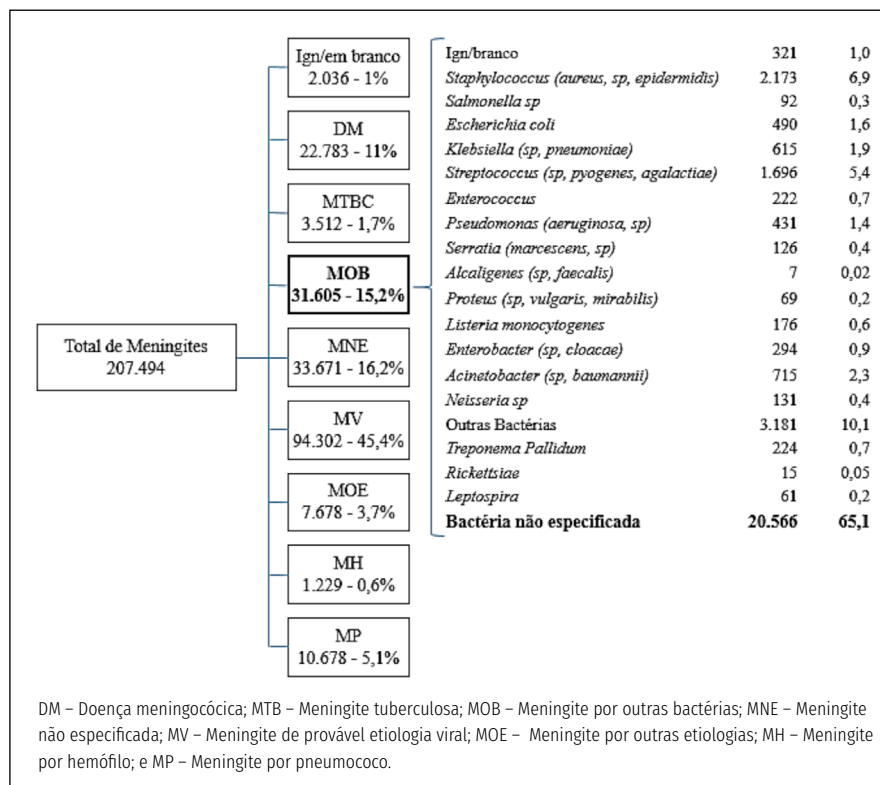 Total de Meningites
207.494
Ign/em branco
2.036 - 1%
DM
22.783 - 11%
MTBC
3.512 - 1,7%
MOB
31.605 - 15,2%
MNE
33.671 - 16,2%
MV
94.302 - 45,4%
MOE
7.678 - 3,7%
MH
1.229 - 0,6%
MP
10.678 - 5,1%
Ign/branco 321 1,0
Staphylococcus (aureus, sp, epidermidis) 2.173 6,9
Salmonella sp 92 0,3
Escherichia coli 490 1,6
Klebsiella (sp, pneumoniae) 615 1,9
Streptococcus (sp, pyogenes, agalactiae) 1.696 5,4
Enterococcus 222 0,7
Pseudomonas (aeruginosa, sp) 431 1,4
Serratia (marcescens, sp) 126 0,4
Alcaligenes (sp, faecalis) 7 0,02
Proteus (sp, vulgaris, mirabilis) 69 0,2
Listeria monocytogenes 176 0,6
Enterobacter (sp, cloacae) 294 0,9
Acinetobacter (sp, baumannii) 715 2,3
Neisseria sp 131 0,4
Outras Bactérias 3.181 10,1
Treponema Pallidum 224 0,7
Rickettsiae 15 0,05
Leptospira 61 0,2
Bactéria não especificada 20.566 65,1
DM – Doença meningocócica; MTB – Meningite tuberculosa; MOB – Meningite por outras bactérias; MNE – Meningite
não especificada; MV – Meningite de provável etiologia viral; MOE – Meningite por outras etiologias; MH – Meningite
por hemófilo; e MP – Meningite por pneumococo.